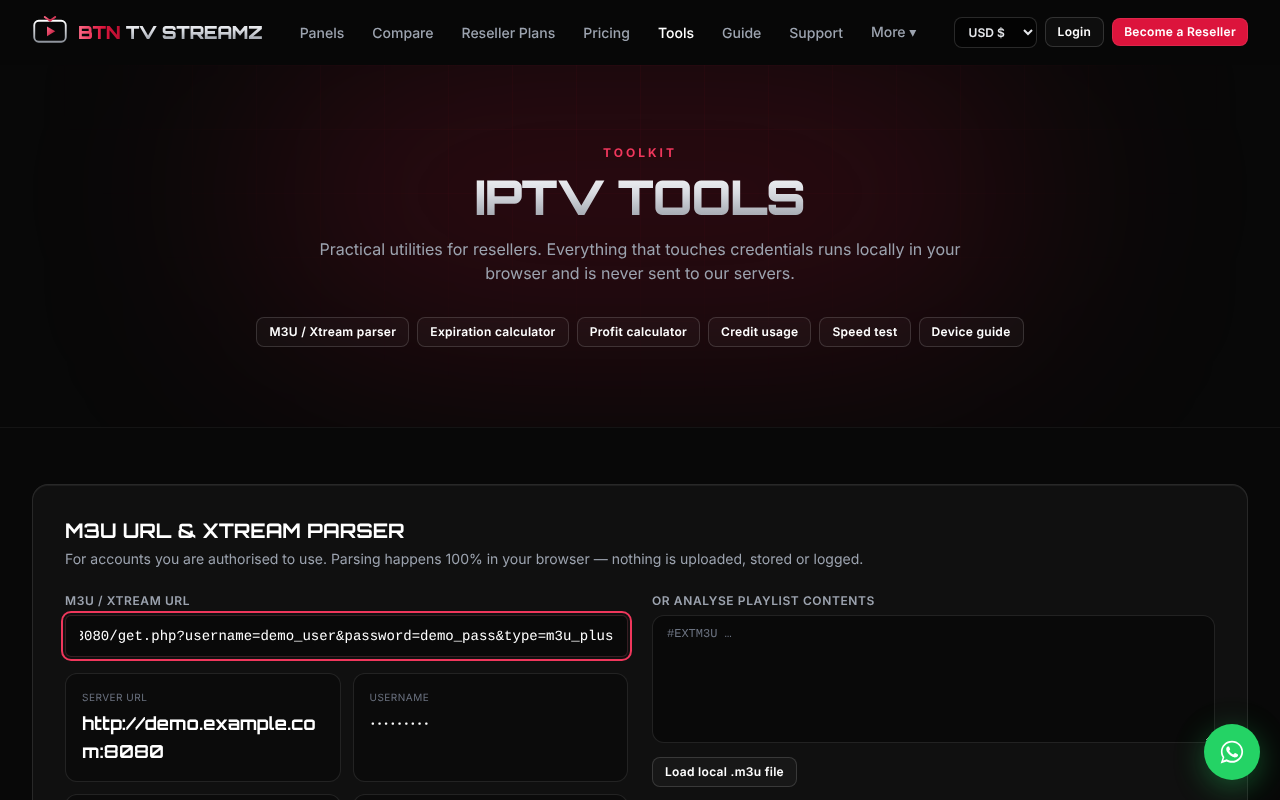 BTN TV STREAMZ
Panels
Compare
Reseller Plans
Pricing
Tools
Guide
Support
More ▾
USD $
Login
Become a Reseller
TOOLKIT
IPTV TOOLS
Practical utilities for resellers. Everything that touches credentials runs locally in your
browser and is never sent to our servers.
M3U / Xtream parser
Expiration calculator
Profit calculator
Credit usage
Speed test
Device guide
M3U URL & XTREAM PARSER
For accounts you are authorised to use. Parsing happens 100% in your browser — nothing is uploaded, stored or logged.
M3U / XTREAM URL
8080/get.php?username=demo_user&password=demo_pass&type=m3u_plus
SERVER URL
http://demo.example.co
m:8080
USERNAME
•••••••••
OR ANALYSE PLAYLIST CONTENTS
#EXTM3U …
Load local .m3u file